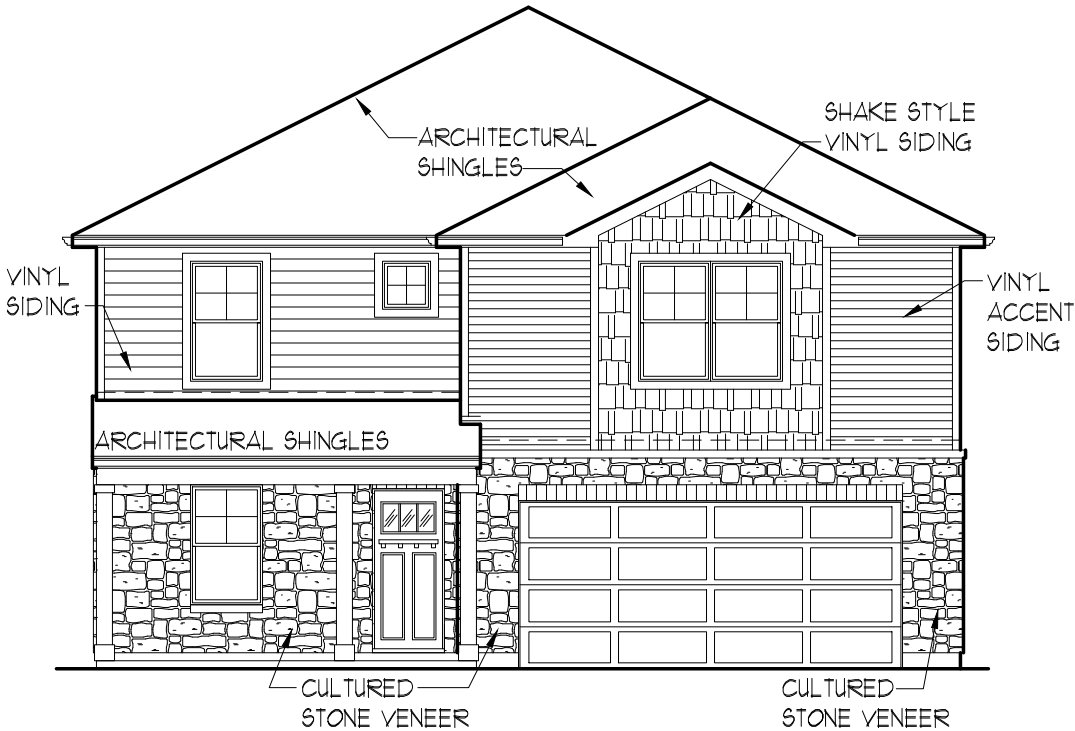 SHAKE STYLE
VINYL SIDING
ARCHITECTURAL
SHINGLES
VINYL
SIDING
VINYL
ACCENT
SIDING
ARCHITECTURAL SHINGLES
CULTURED
STONE VENEER
CULTURED
STONE VENEER